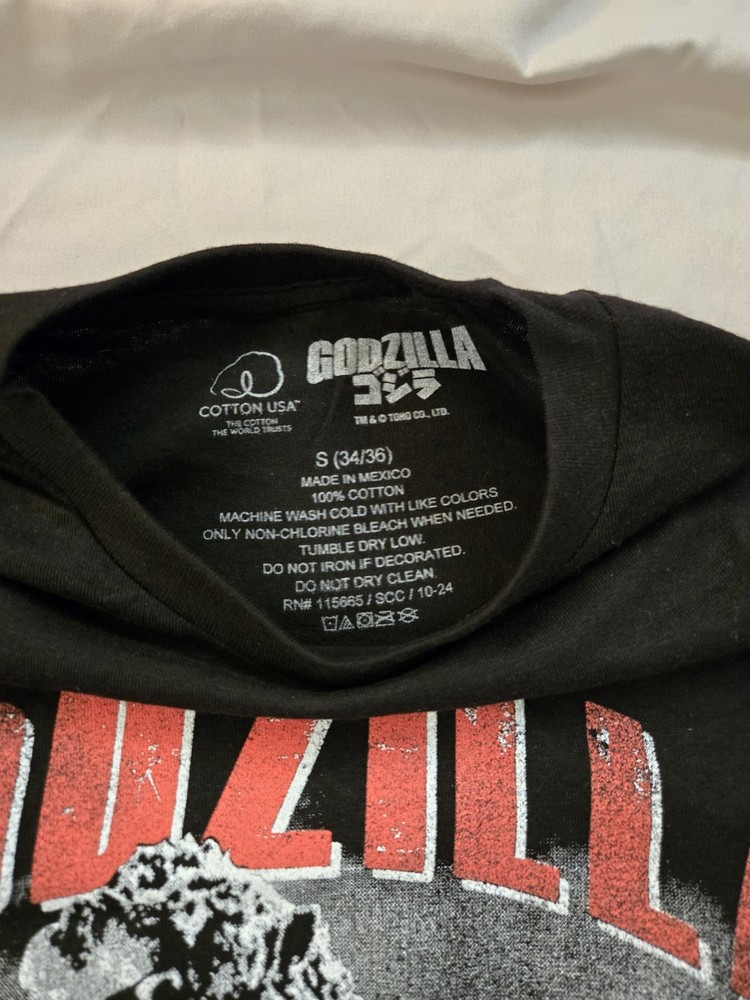 GODZILLA
ゴジラ
TM & © TOHO CO., LTD.
COTTON USA™
THE COTTON
THE WORLD TRUSTS
S (34/36)
MADE IN MEXICO
100% COTTON
MACHINE WASH COLD WITH LIKE COLORS
ONLY NON-CHLORINE BLEACH WHEN NEEDED.
TUMBLE DRY LOW.
DO NOT IRON IF DECORATED.
DO NOT DRY CLEAN.
RN# 115665 / SCC / 10-24
ODZILL